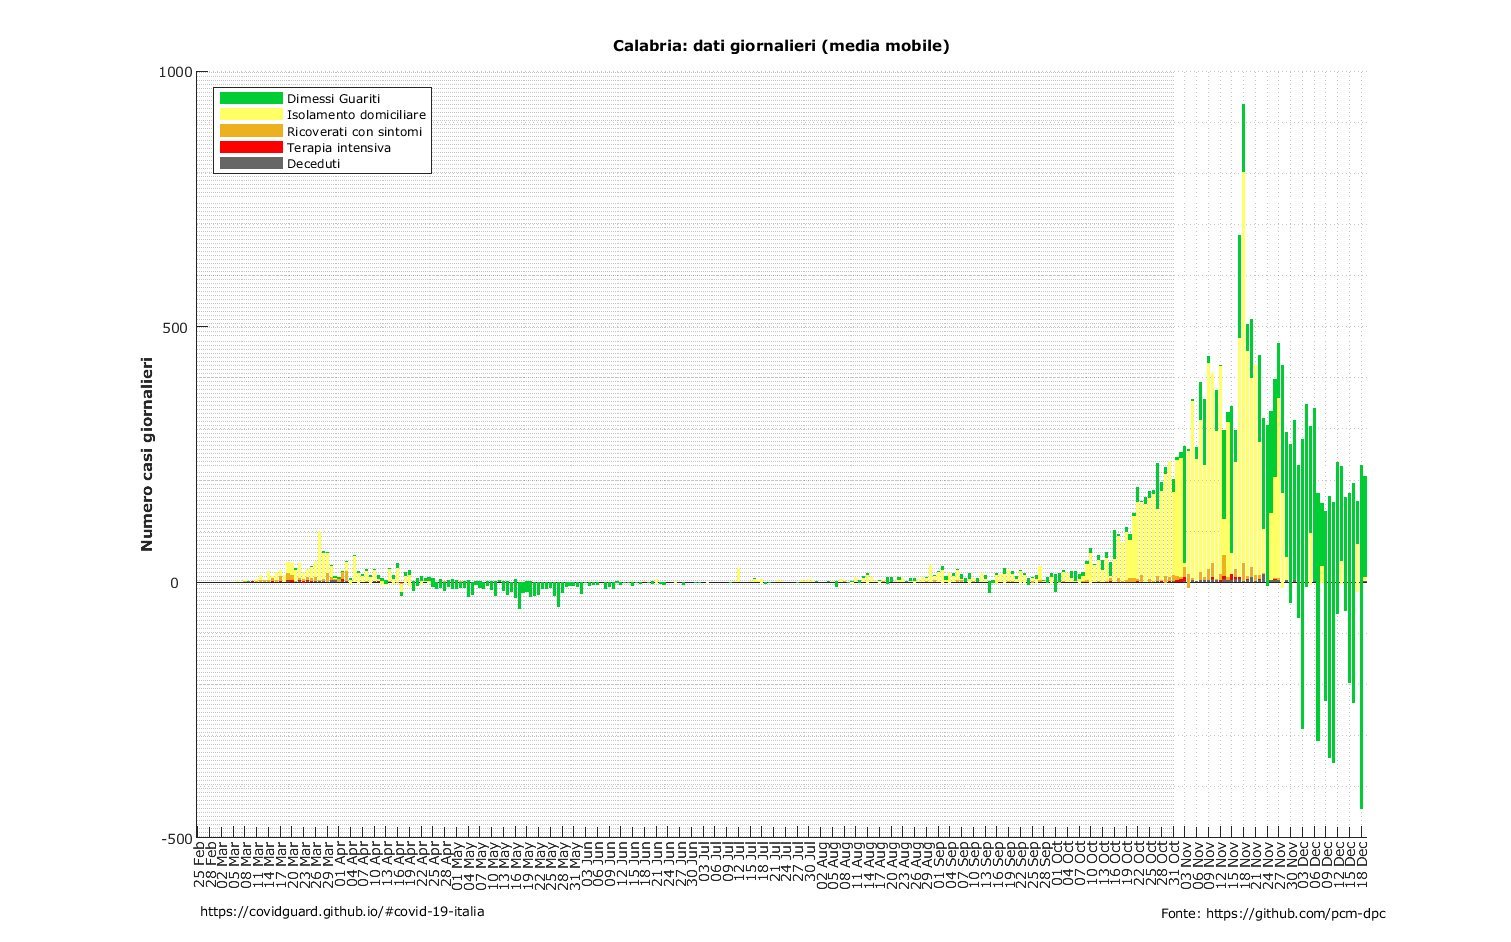 Calabria: dati giornalieri (media mobile)
1000
500
0
-500
Numero casi giornalieri
Dimessi Guariti
Isolamento domiciliare
Ricoverati con sintomi
Terapia intensiva
Deceduti
25 Feb
28 Feb
02 Mar
05 Mar
08 Mar
11 Mar
14 Mar
17 Mar
20 Mar
23 Mar
26 Mar
29 Mar
01 Apr
04 Apr
07 Apr
10 Apr
13 Apr
16 Apr
19 Apr
22 Apr
25 Apr
28 Apr
01 May
04 May
07 May
10 May
13 May
16 May
19 May
22 May
25 May
28 May
31 May
03 Jun
06 Jun
09 Jun
12 Jun
15 Jun
18 Jun
21 Jun
24 Jun
27 Jun
30 Jun
03 Jul
06 Jul
09 Jul
12 Jul
15 Jul
18 Jul
21 Jul
24 Jul
27 Jul
30 Jul
02 Aug
05 Aug
08 Aug
11 Aug
14 Aug
17 Aug
20 Aug
23 Aug
26 Aug
29 Aug
01 Sep
04 Sep
07 Sep
10 Sep
13 Sep
16 Sep
19 Sep
22 Sep
25 Sep
28 Sep
01 Oct
04 Oct
07 Oct
10 Oct
13 Oct
16 Oct
19 Oct
22 Oct
25 Oct
28 Oct
31 Oct
03 Nov
06 Nov
09 Nov
12 Nov
15 Nov
18 Nov
21 Nov
24 Nov
27 Nov
30 Nov
03 Dec
06 Dec
09 Dec
12 Dec
15 Dec
18 Dec
https://covidguard.github.io/#covid-19-italia
Fonte: https://github.com/pcm-dpc